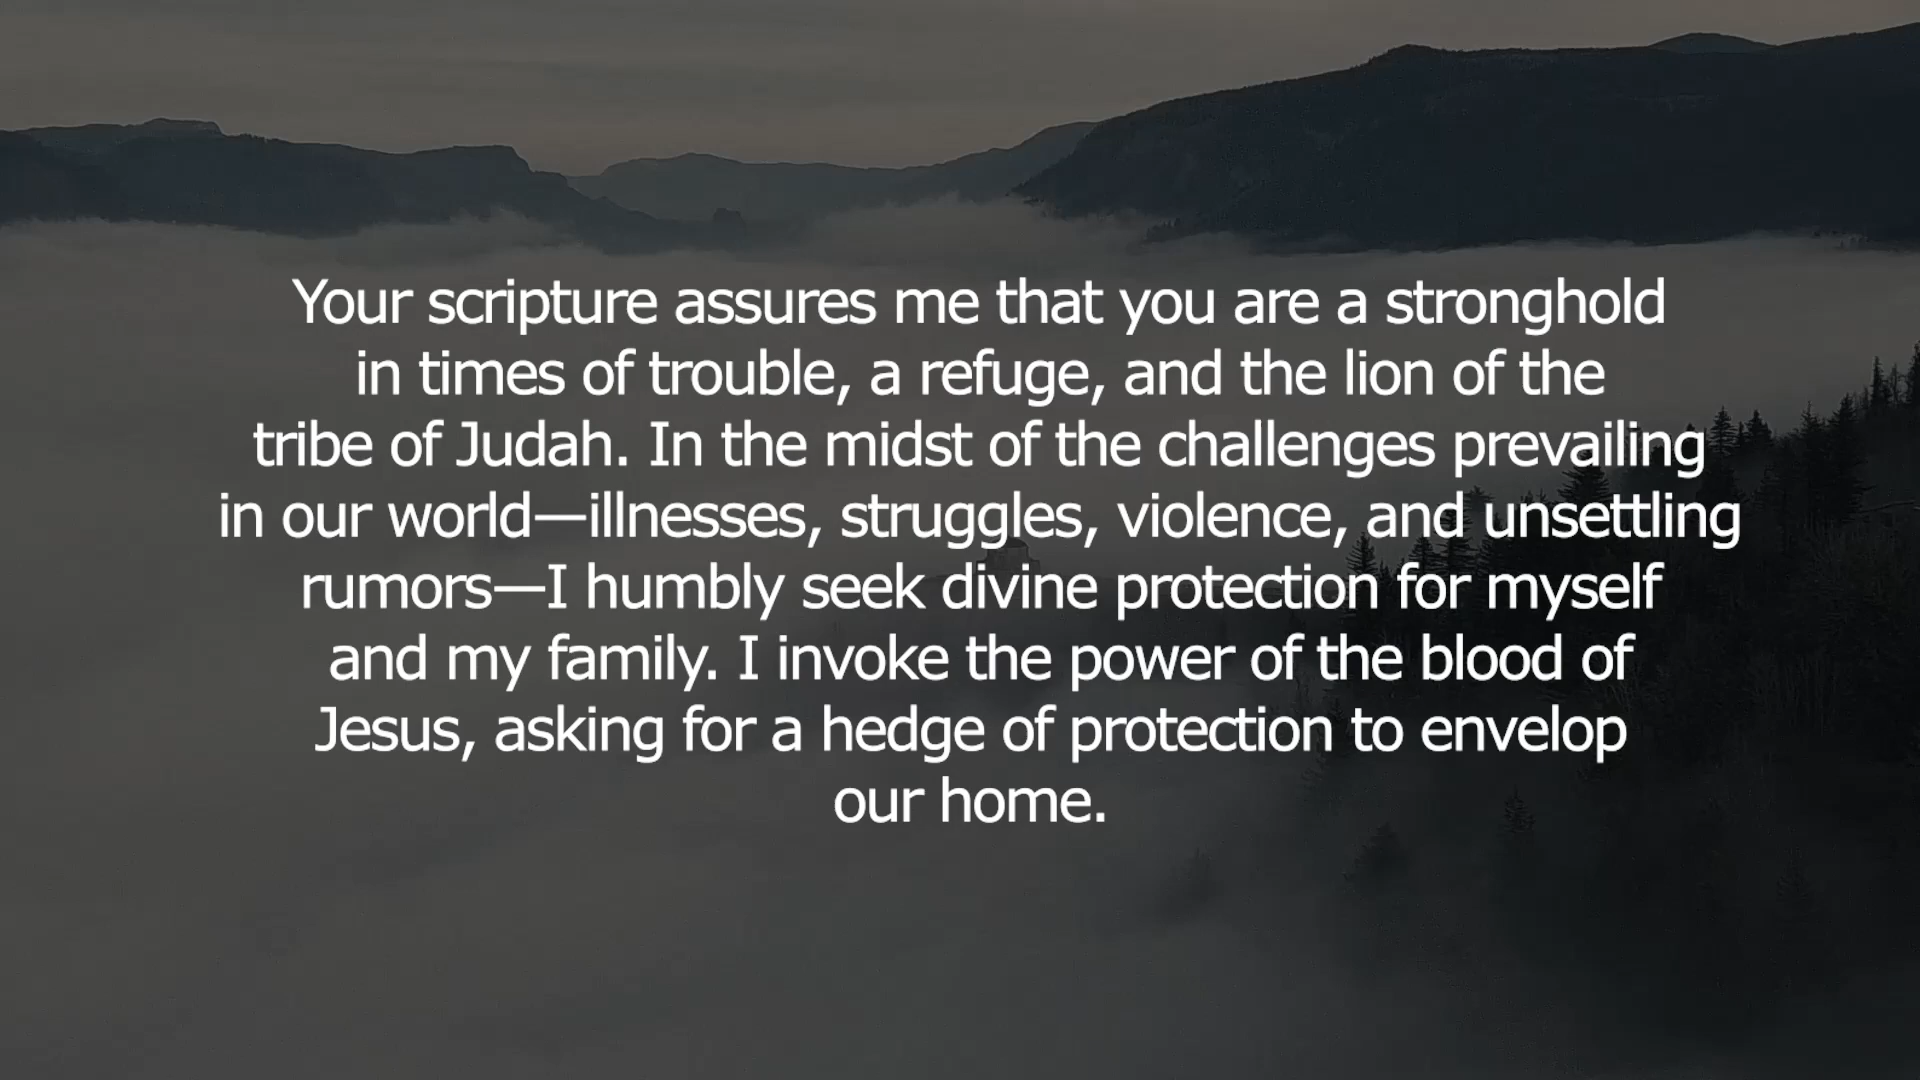 Your scripture assures me that you are a stronghold
in times of trouble, a refuge, and the lion of the
tribe of Judah. In the midst of the challenges prevailing
in our world—illnesses, struggles, violence, and unsettling
rumors—I humbly seek divine protection for myself
and my family. I invoke the power of the blood of
Jesus, asking for a hedge of protection to envelop
our home.